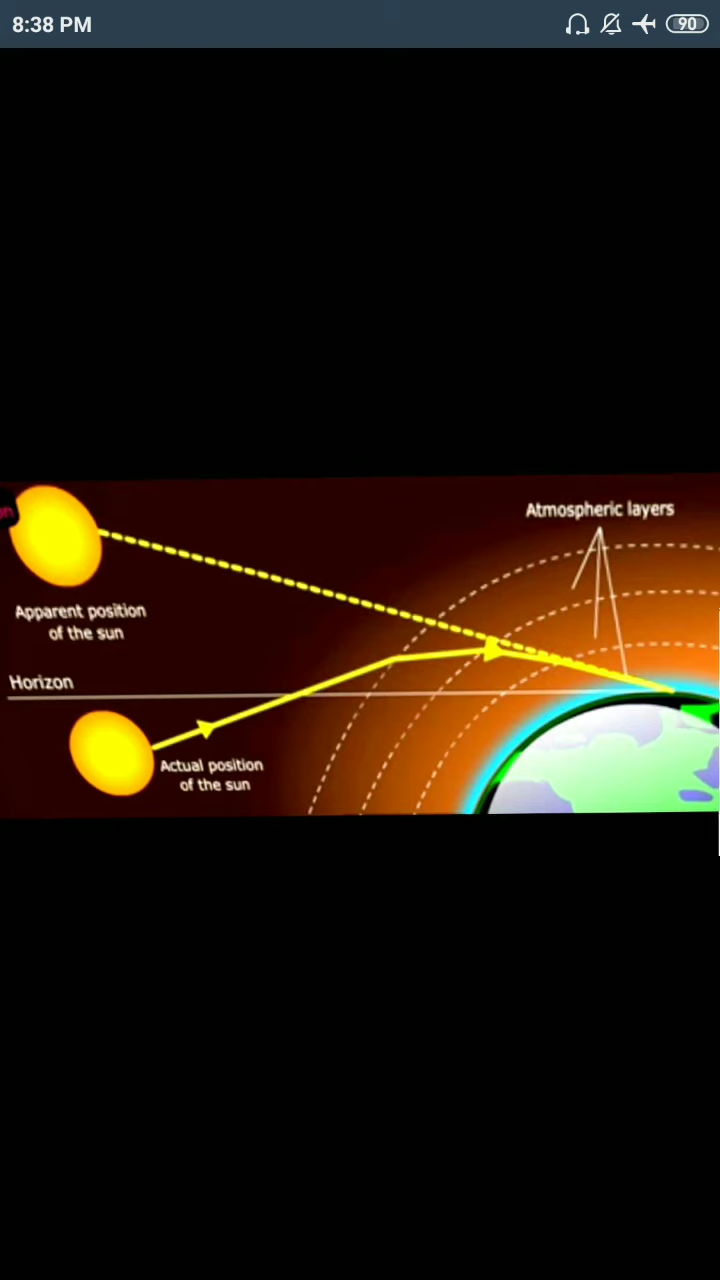 8:38 PM
90
Atmospheric layers
Apparent position
of the sun
Horizon
Actual position
of the sun